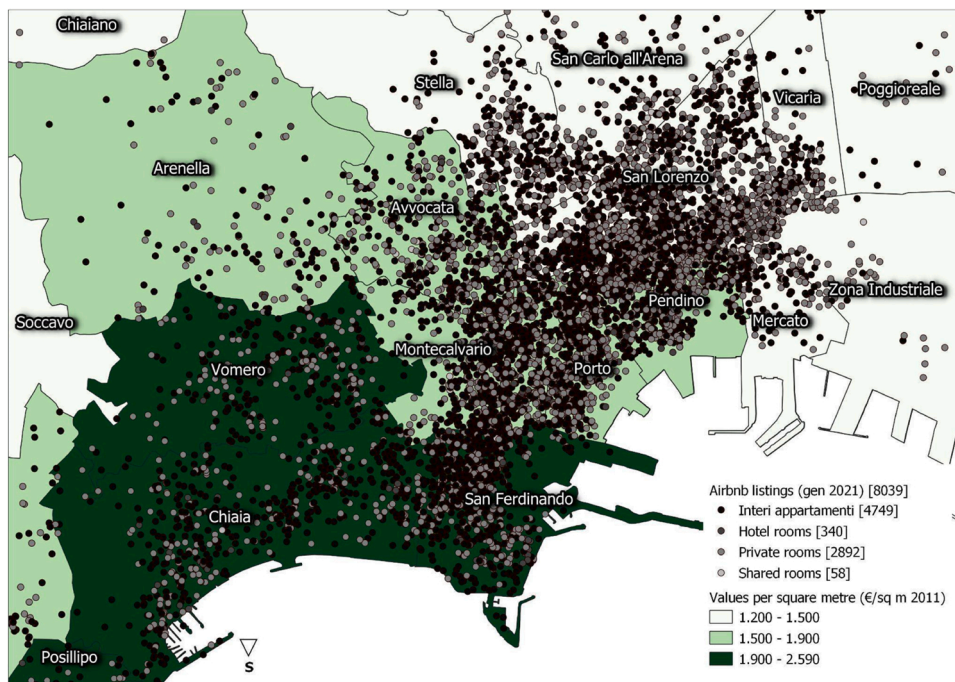 Chiaiano
San Carlo all'Arena
Stella
Vicaria
Poggioreale
Arenella
San Lorenzo
Avvocata
Zona Industriale
Pendino
Soccavo
Mercato
Montecalvario
Vomero
Porto
San Ferdinando
Chiaia
Posillipo
S
Airbnb listings (gen 2021) [8039]
Interi appartamenti [4749]
Hotel rooms [340]
Private rooms [2892]
Shared rooms [58]
Values per square metre (€/sq m 2011)
1.200 - 1.500
1.500 - 1.900
1.900 - 2.590